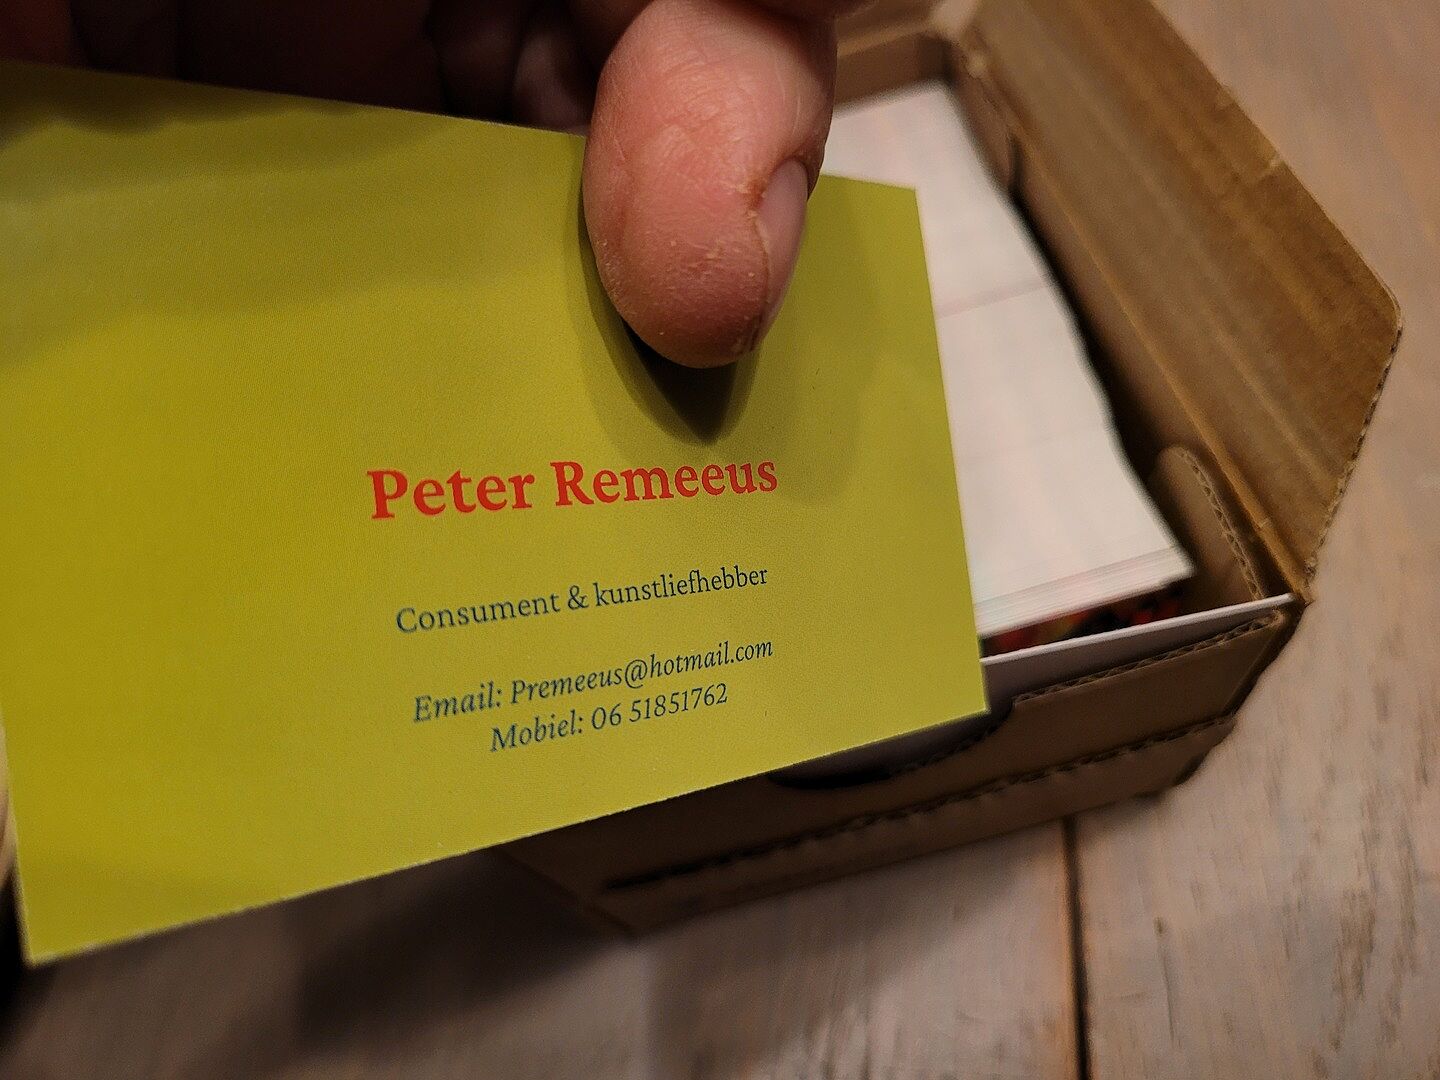 Peter Remeeus
Consument & kunstliefhebber
Email: Premeeus@hotmail.com
Mobiel: 06 51851762